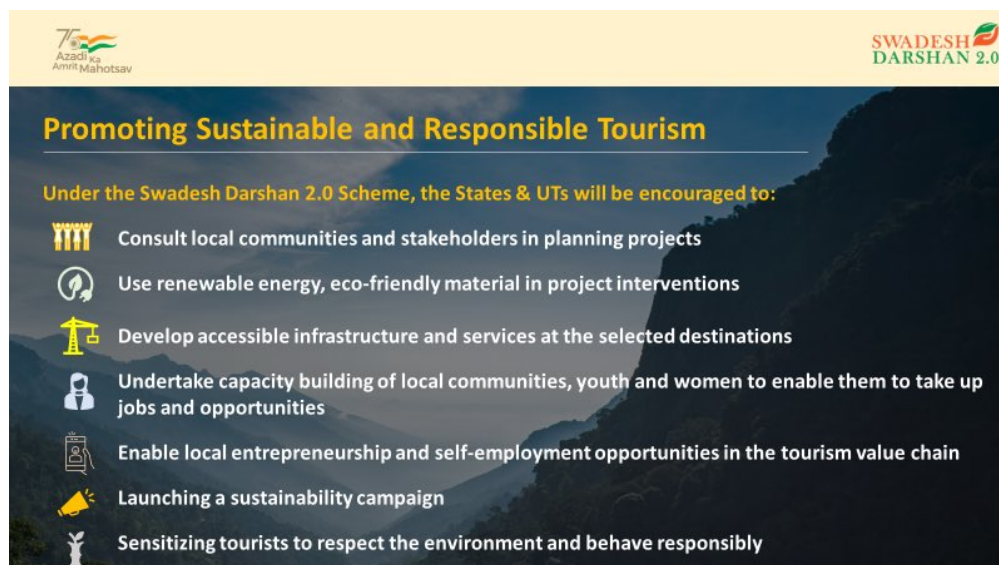 75
Azadi Ka
Amrit Mahotsav
SWADESH
DARSHAN 2.0
Promoting Sustainable and Responsible Tourism
Under the Swadesh Darshan 2.0 Scheme, the States & UTs will be encouraged to:
Consult local communities and stakeholders in planning projects
Use renewable energy, eco-friendly material in project interventions
Develop accessible infrastructure and services at the selected destinations
Undertake capacity building of local communities, youth and women to enable them to take up
jobs and opportunities
Enable local entrepreneurship and self-employment opportunities in the tourism value chain
Launching a sustainability campaign
Sensitizing tourists to respect the environment and behave responsibly